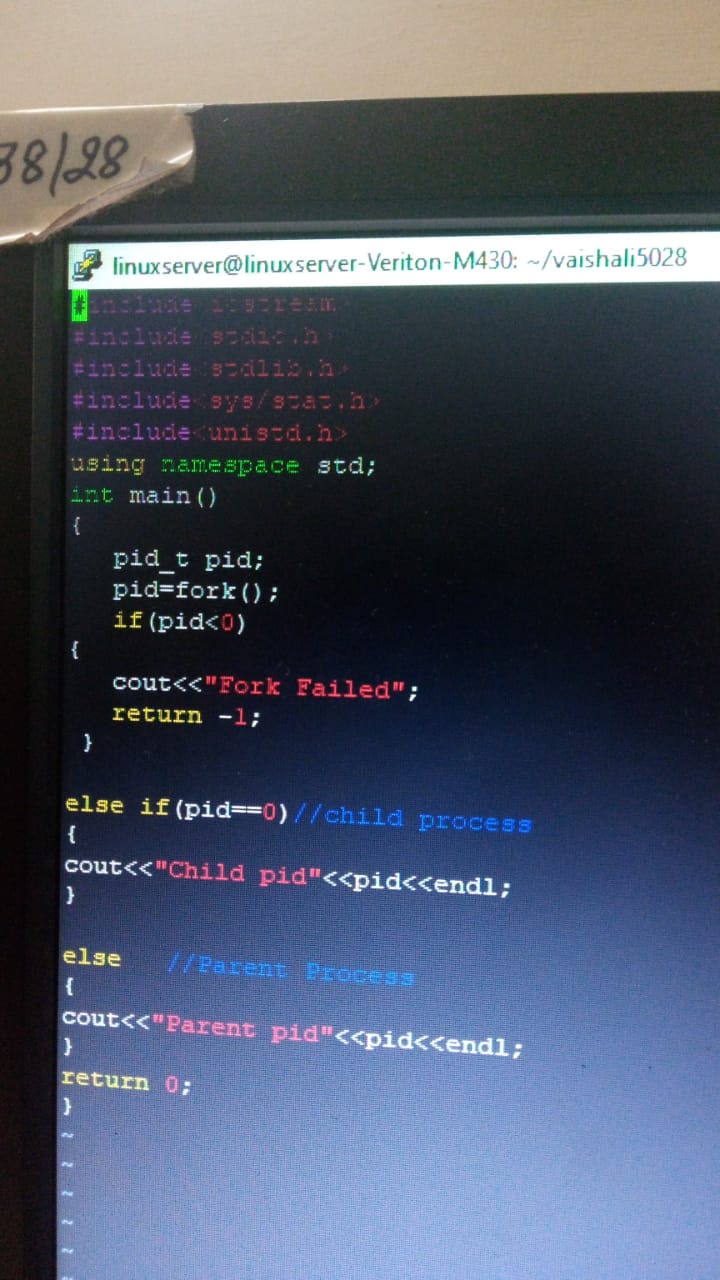 38/28
linuxserver@linuxserver-Veriton-M430: ~/vaishali5028
#include<iostream>
#include<stdio.h>
#include<stdlib.h>
#include<sys/stat.h>
#include<unistd.h>
using namespace std;
int main()
{
pid_t pid;
pid=fork();
if(pid<0)
{
cout<<"Fork Failed";
return -1;
}
else if(pid==0)//child process
{
cout<<"Child pid"<<pid<<endl;
}
else //Parent Process
{
cout<<"Parent pid"<<pid<<endl;
}
return 0;
}
~
~
~
~
~